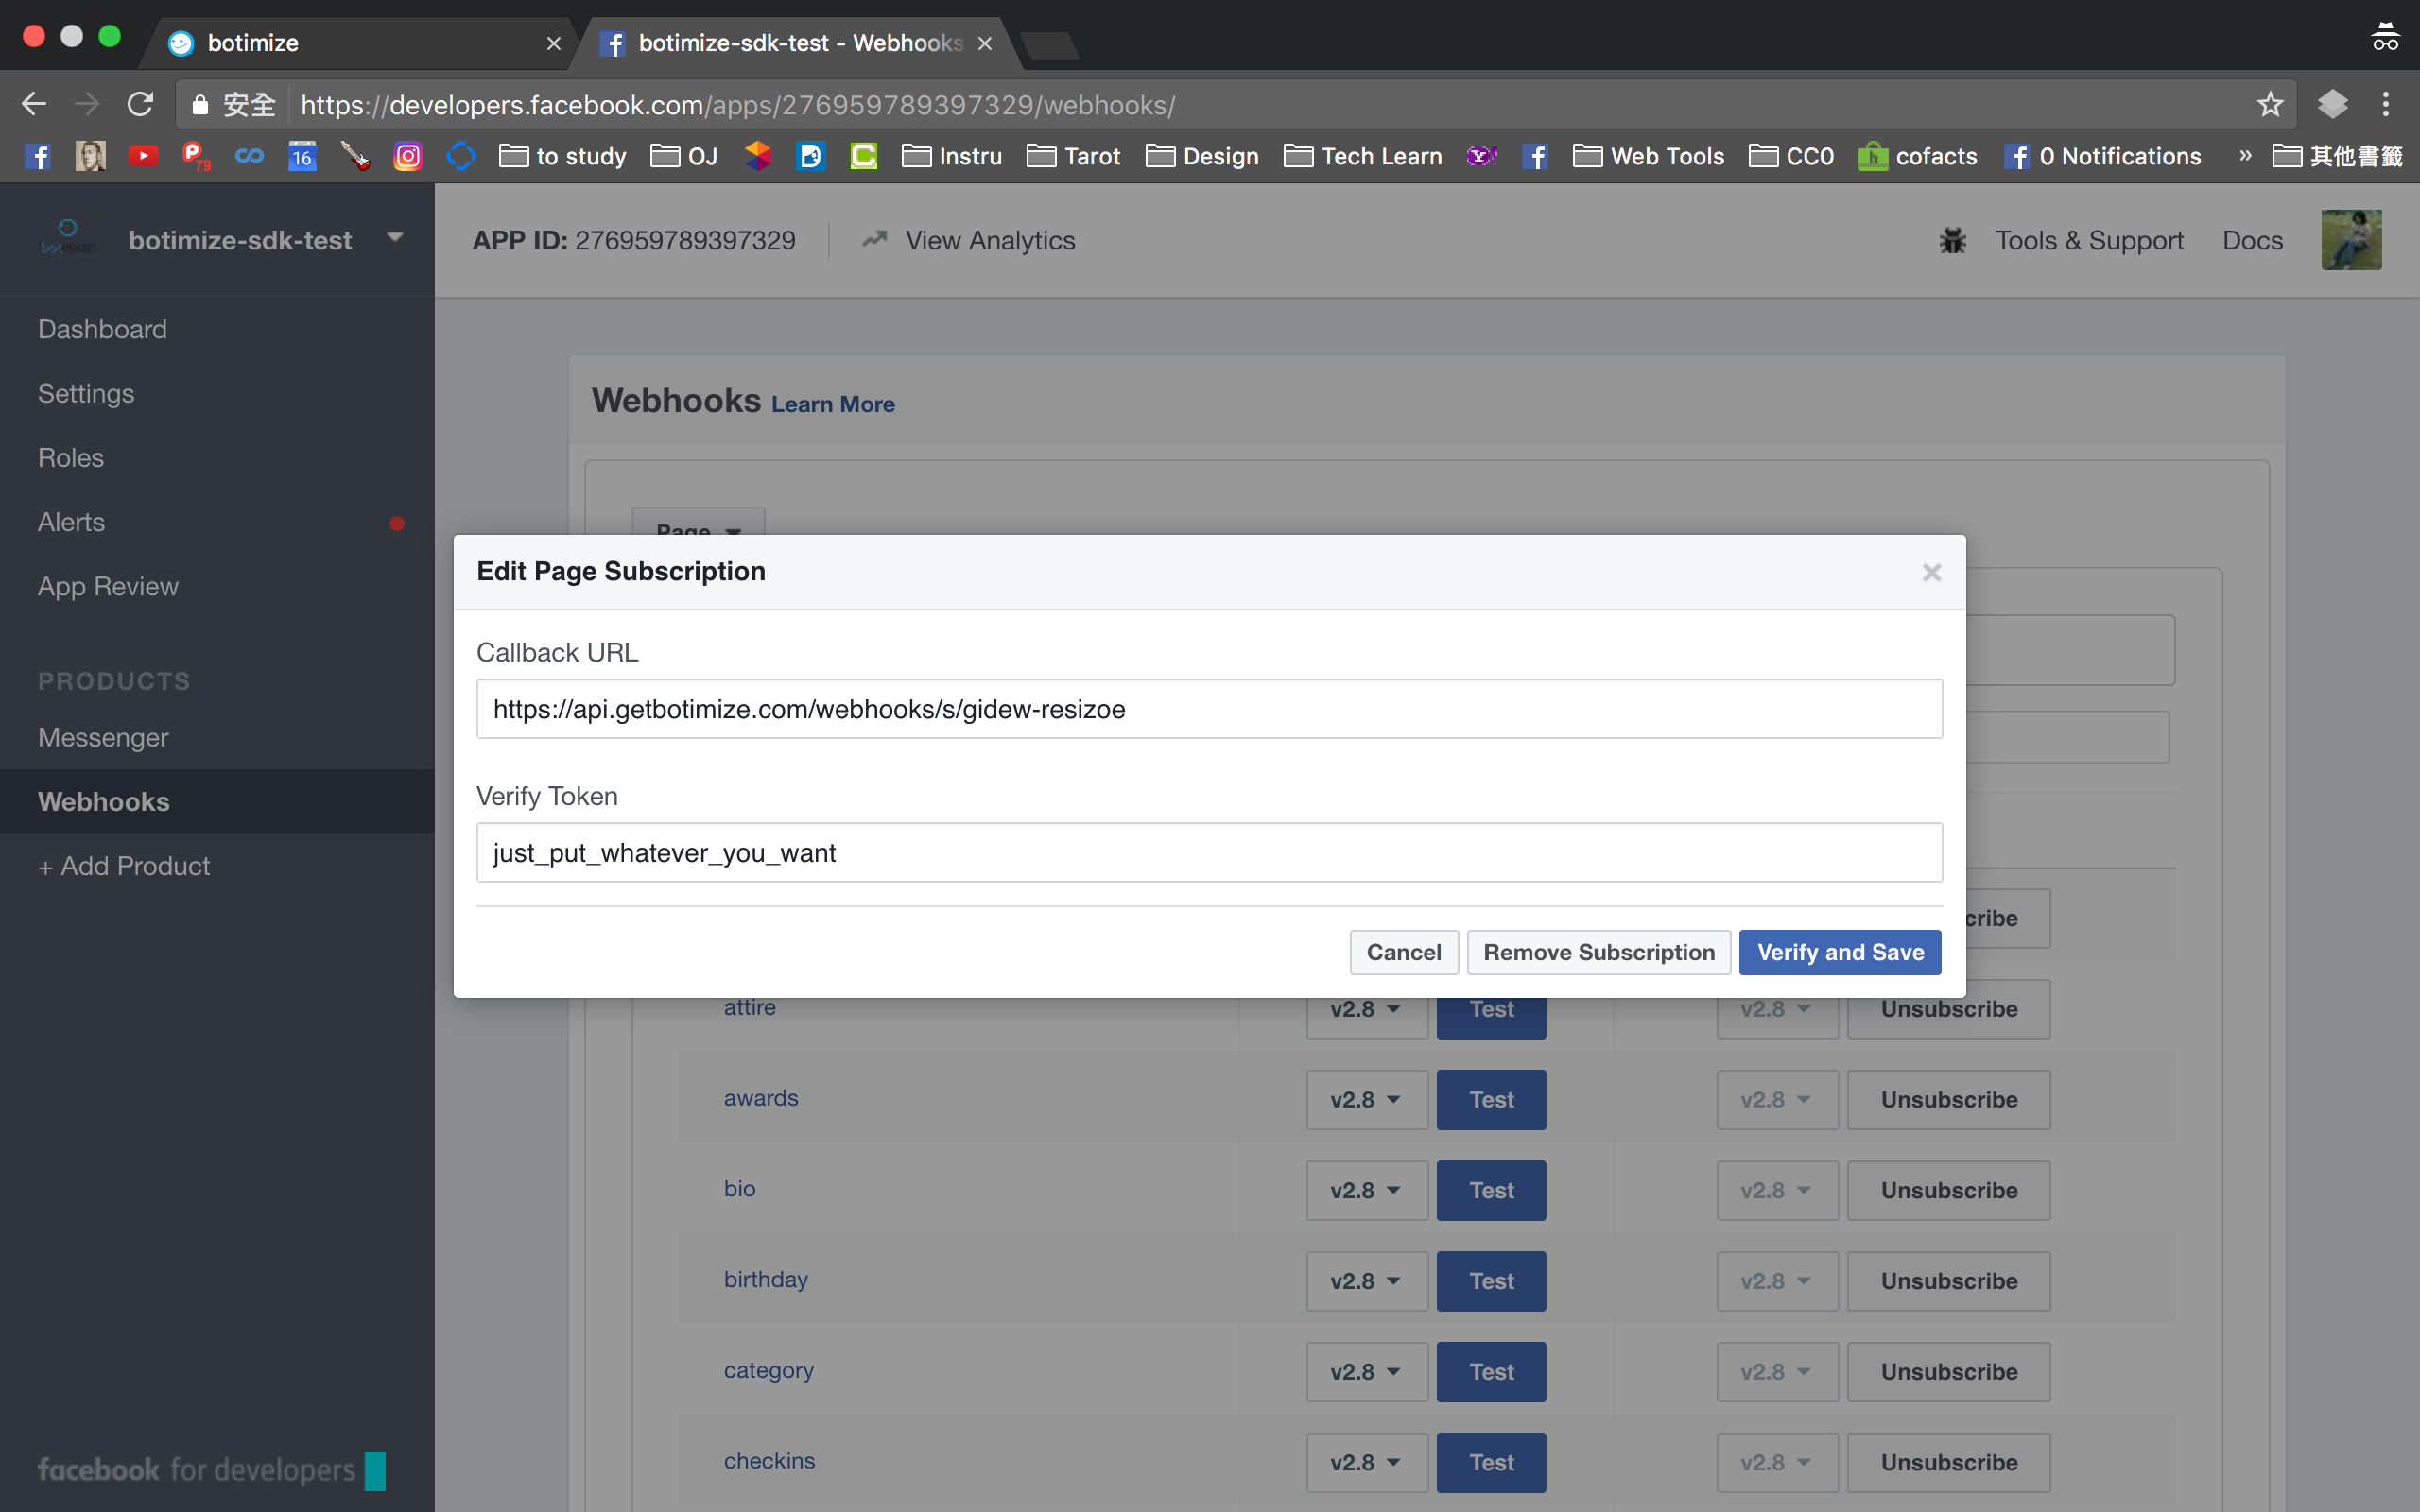 botimize
botimize-sdk-test - Webhooks
安全 https://developers.facebook.com/apps/276959789397329/webhooks/
79 16 to study OJ Instru Tarot Design Tech Learn Web Tools CC0 cofacts 0 Notifications » 其他書籤
botimize botimize-sdk-test
APP ID: 276959789397329 View Analytics Tools & Support Docs
Dashboard
Settings
Roles
Alerts
App Review
PRODUCTS
Messenger
Webhooks
+ Add Product
facebook for developers
Webhooks Learn More
Page
Edit Page Subscription
Callback URL
https://api.getbotimize.com/webhooks/s/gidew-resizoe
Verify Token
just_put_whatever_you_want
Cancel Remove Subscription Verify and Save
attire v2.8 Test v2.8 Unsubscribe
awards v2.8 Test v2.8 Unsubscribe
bio v2.8 Test v2.8 Unsubscribe
birthday v2.8 Test v2.8 Unsubscribe
category v2.8 Test v2.8 Unsubscribe
checkins v2.8 Test v2.8 Unsubscribe